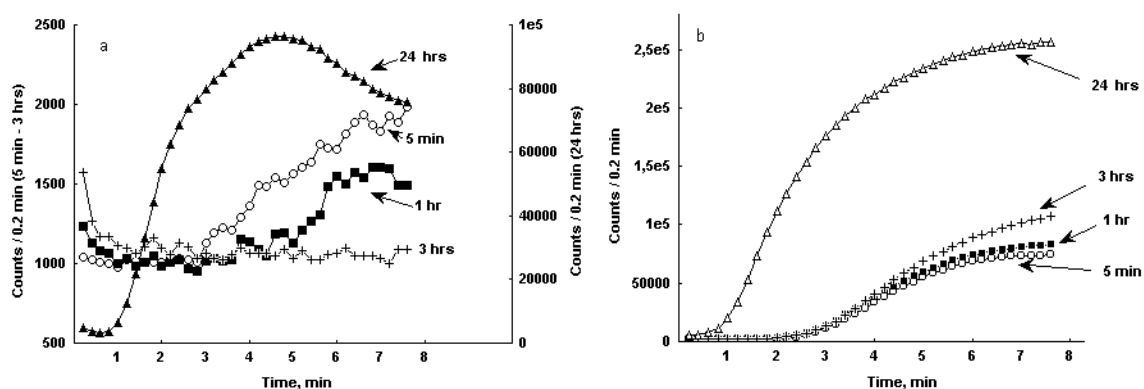 a
2500
2000
1500
1000
500
Counts / 0.2 min (5 min - 3 hrs)
1e5
80000
60000
40000
20000
0
Counts / 0.2 min (24 hrs)
24 hrs
5 min
1 hr
3 hrs
1 2 3 4 5 6 7 8
Time, min
b
2,5e5
2e5
1,5e5
1e5
50000
0
Counts / 0.2 min
24 hrs
3 hrs
1 hr
5 min
1 2 3 4 5 6 7 8
Time, min